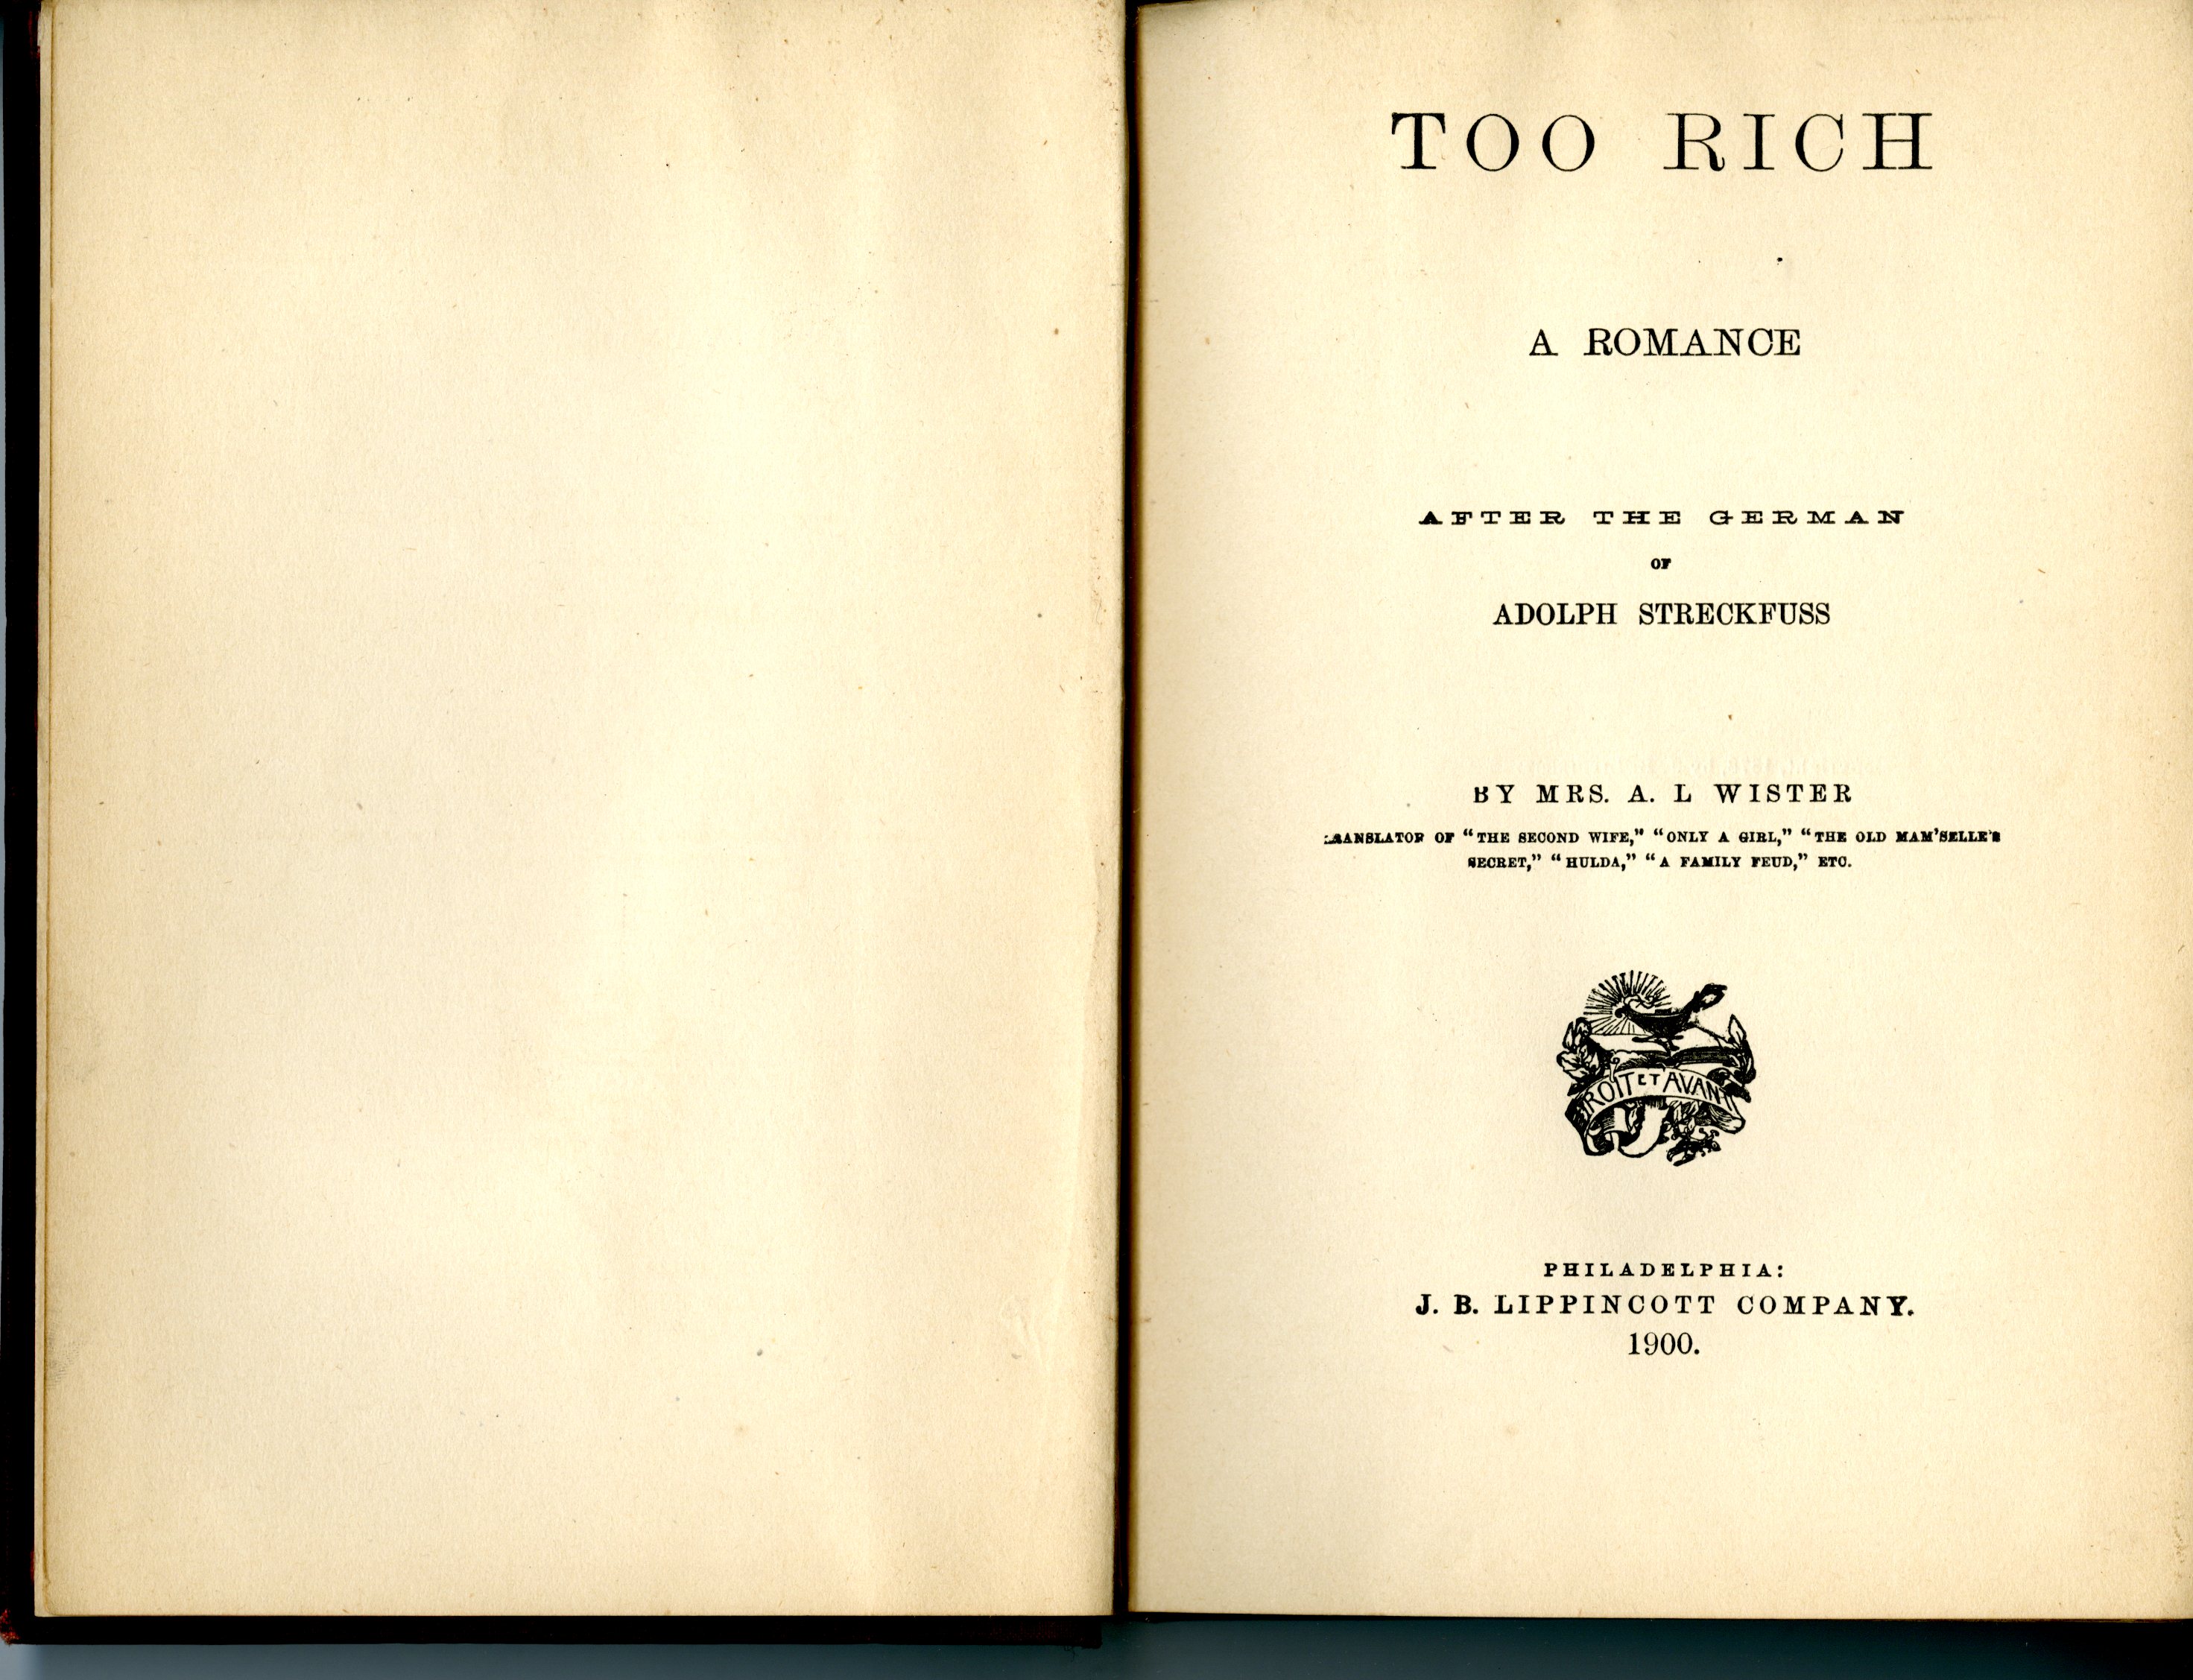 TOO RICH
A ROMANCE
AFTER THE GERMAN
OF
ADOLPH STRECKFUSS
BY MRS. A. L WISTER
TRANSLATOR OF “THE SECOND WIFE,” “ONLY A GIRL,” “THE OLD MAM'SELLE'S
SECRET,” “HULDA,” “A FAMILY FEUD,” ETC.
DROIT ET AVANT
PHILADELPHIA:
J. B. LIPPINCOTT COMPANY.
1900.